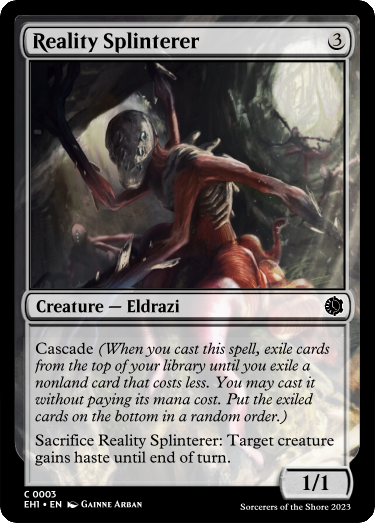 Reality Splinterer 3
Creature — Eldrazi
Cascade (When you cast this spell, exile cards
from the top of your library until you exile a
nonland card that costs less. You may cast it
without paying its mana cost. Put the
exiled cards on the bottom in a random order.)
Sacrifice Reality Splinterer: Target creature
gains haste until end of turn.
1/1
C 0003
EH1 • EN Gainne Arban
Sorcerers of the Shore 2023